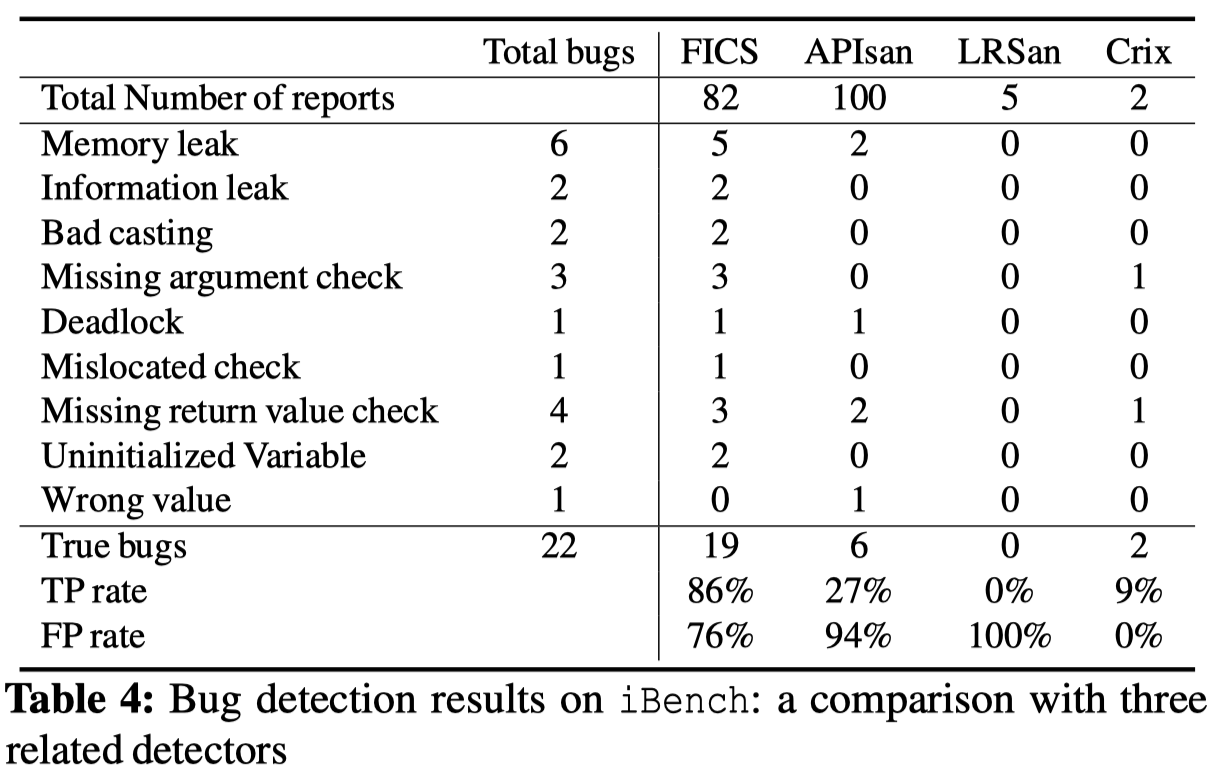 Total bugs FICS APIsan LRSan Crix
Total Number of reports 82 100 5 2
Memory leak 6 5 2 0 0
Information leak 2 2 0 0 0
Bad casting 2 2 0 0 0
Missing argument check 3 3 0 0 1
Deadlock 1 1 1 0 0
Mislocated check 1 1 0 0 0
Missing return value check 4 3 2 0 1
Uninitialized Variable 2 2 0 0 0
Wrong value 1 0 1 0 0
True bugs 22 19 6 0 2
TP rate 86% 27% 0% 9%
FP rate 76% 94% 100% 0%
Table 4: Bug detection results on iBench: a comparison with three
related detectors